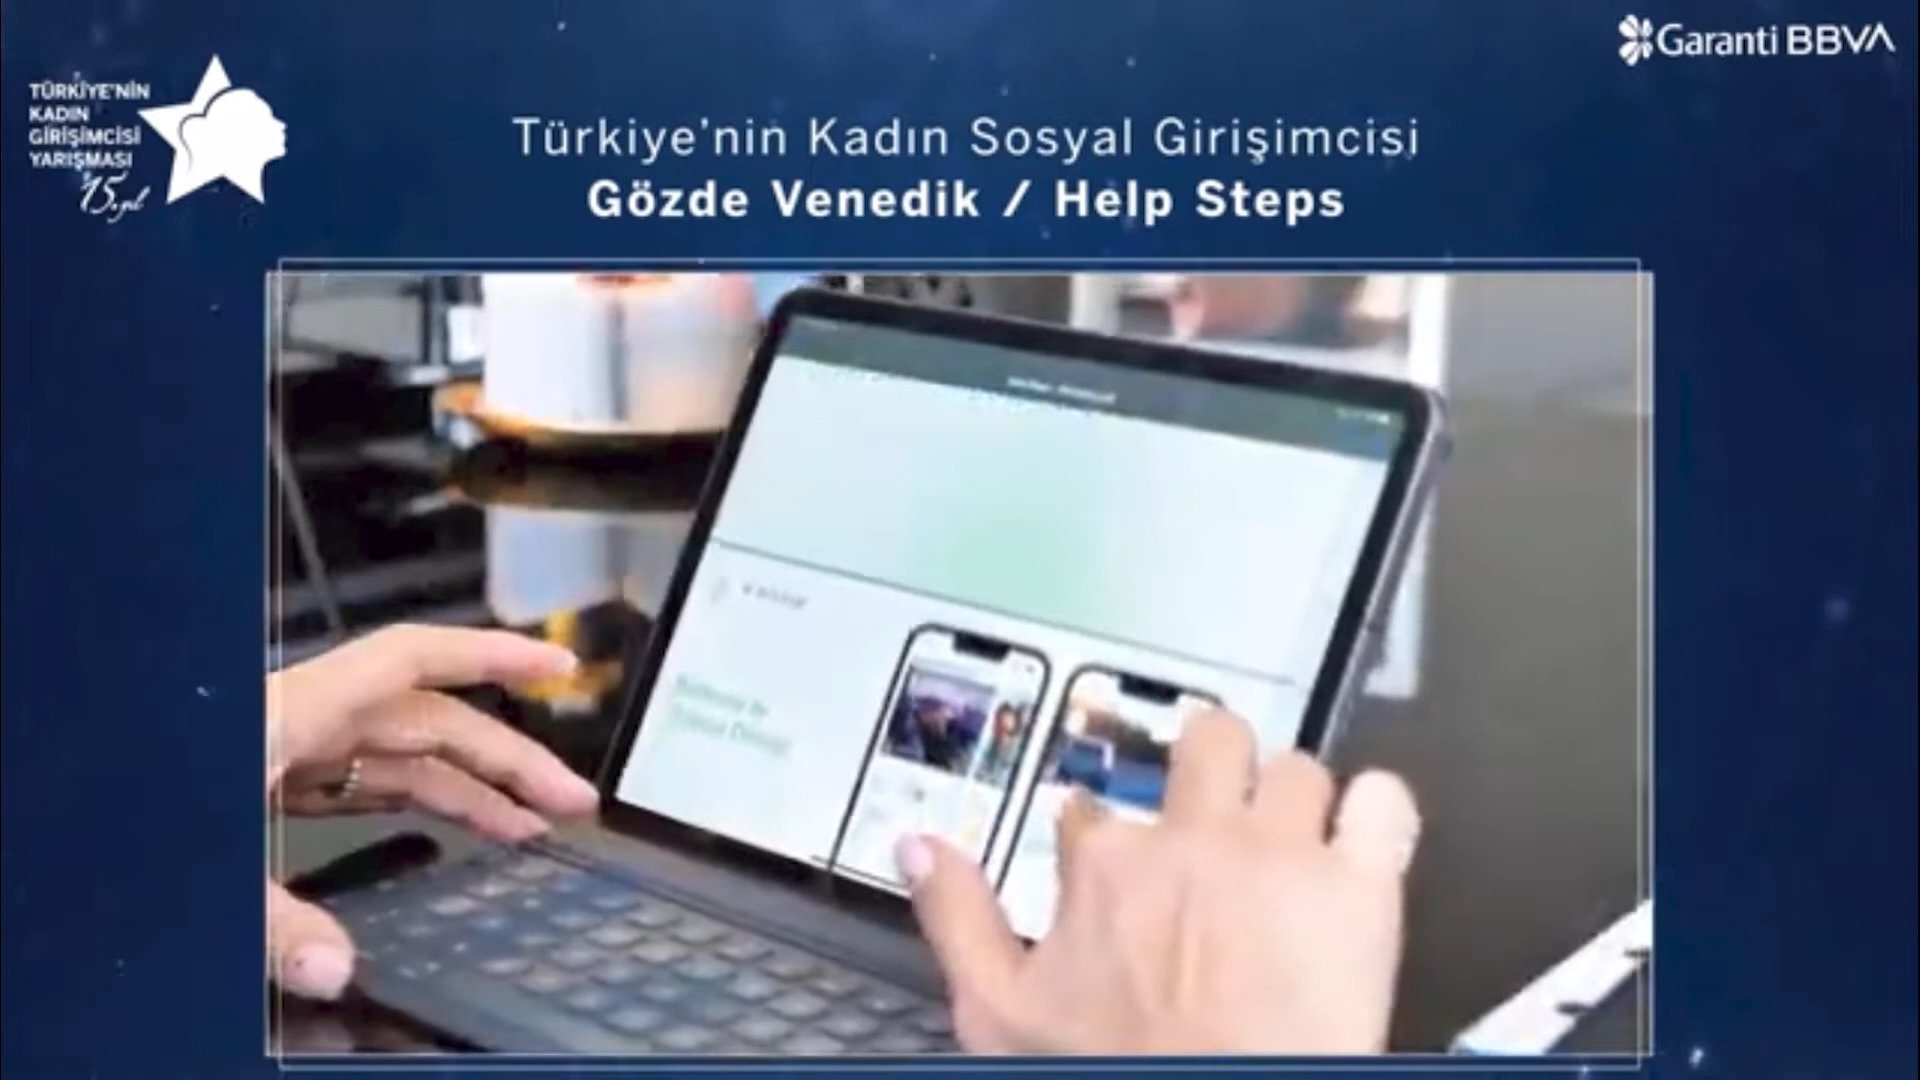 TÜRKİYE'NİN
KADIN
GİRİŞİMCİSİ
YARIŞMASI
15.yıl
Garanti BBVA
Türkiye'nin Kadın Sosyal Girişimcisi
Gözde Venedik / Help Steps